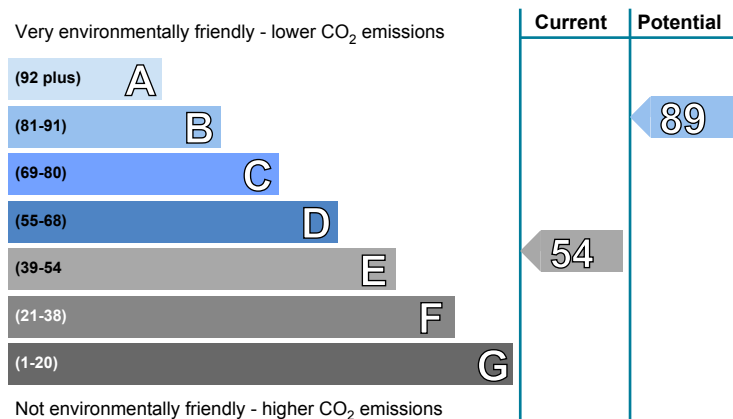 Current Potential
Very environmentally friendly - lower CO₂ emissions
(92 plus) A
(81-91) B
89
(69-80) C
(55-68) D
54
(39-54 E
(21-38) F
(1-20) G
Not environmentally friendly - higher CO₂ emissions